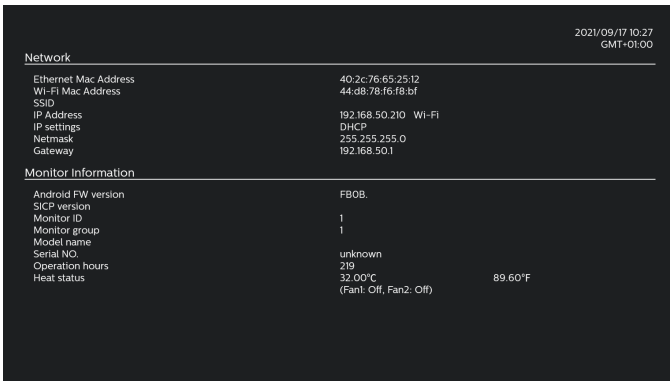 2021/09/17 10:27
GMT+01:00
Network
Ethernet Mac Address 40:2c:76:65:25:12
Wi-Fi Mac Address 44:d8:78:f6:f8:bf
SSID
IP Address 192.168.50.210 Wi-Fi
IP settings DHCP
Netmask 255.255.255.0
Gateway 192.168.50.1
Monitor Information
Android FW version FB0B.
SICP version
Monitor ID 1
Monitor group 1
Model name
Serial NO. unknown
Operation hours 219
Heat status 32.00°C 89.60°F
(Fan1: Off, Fan2: Off)